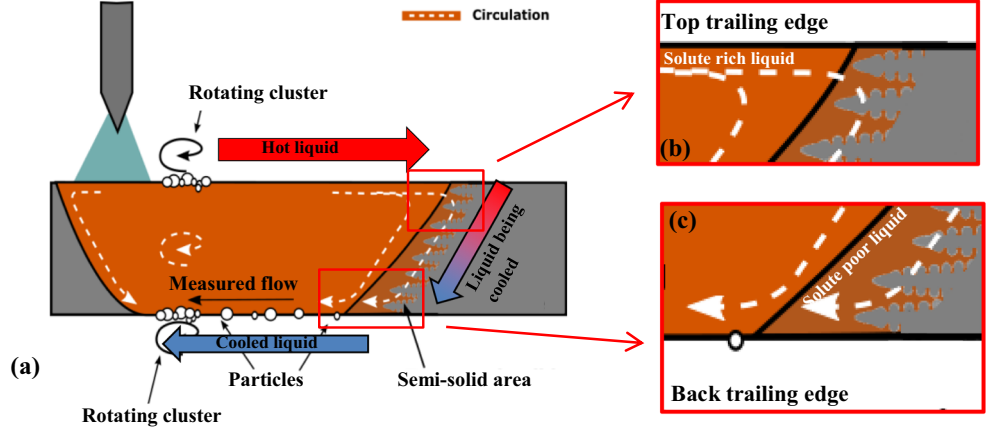 Circulation
(a)
Rotating cluster
Hot liquid
Liquid being
cooled
Measured flow
Cooled liquid
Particles
Semi-solid area
Rotating cluster
Top trailing edge
Solute rich liquid
(b)
(c)
Solute poor liquid
Back trailing edge